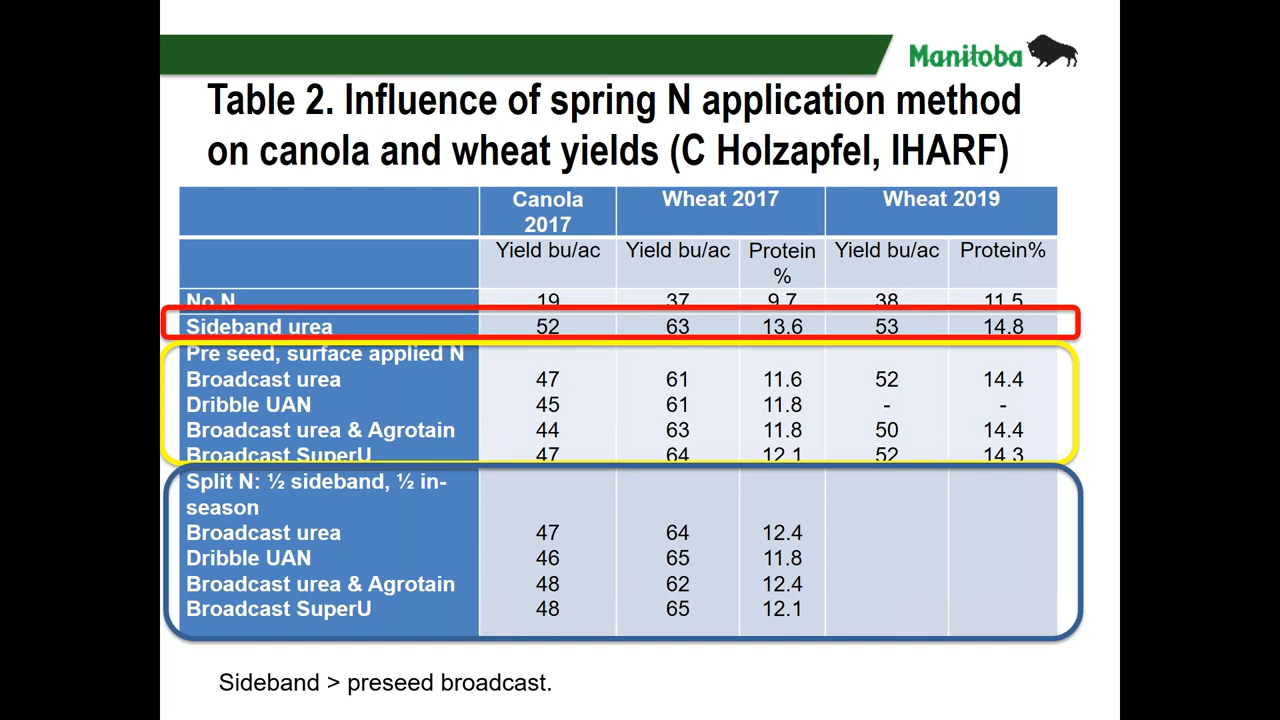 Manitoba
Table 2. Influence of spring N application method
on canola and wheat yields (C Holzapfel, IHARF)
Canola 2017 Wheat 2017 Wheat 2019
Yield bu/ac Yield bu/ac Protein % Yield bu/ac Protein%
No N 19 37 9.7 38 11.5
Sideband urea 52 63 13.6 53 14.8
Pre seed, surface applied N
Broadcast urea 47 61 11.6 52 14.4
Dribble UAN 45 61 11.8 - -
Broadcast urea & Agrotain 44 63 11.8 50 14.4
Broadcast SuperU 47 64 12.1 52 14.3
Split N: ½ sideband, ½ in-
season
Broadcast urea 47 64 12.4
Dribble UAN 46 65 11.8
Broadcast urea & Agrotain 48 62 12.4
Broadcast SuperU 48 65 12.1
Sideband > preseed broadcast.